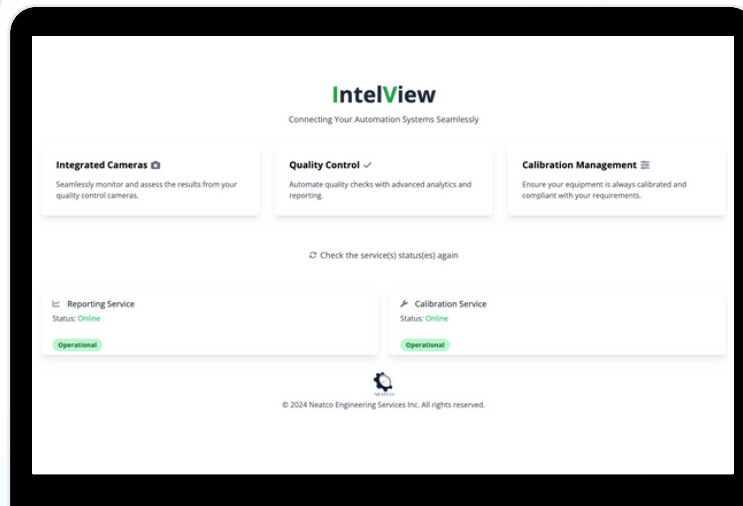 IntelView
Connecting Your Automation Systems Seamlessly
Integrated Cameras
Seamlessly monitor and assess the results from your
quality control cameras.
Quality Control
Automate quality checks with advanced analytics and
reporting.
Calibration Management
Ensure your equipment is always calibrated and
compliant with your requirements.
Check the service(s) status(es) again
Reporting Service
Status: Online
Operational
Calibration Service
Status: Online
Operational
NEATCO
© 2024 Neatco Engineering Services Inc. All rights reserved.